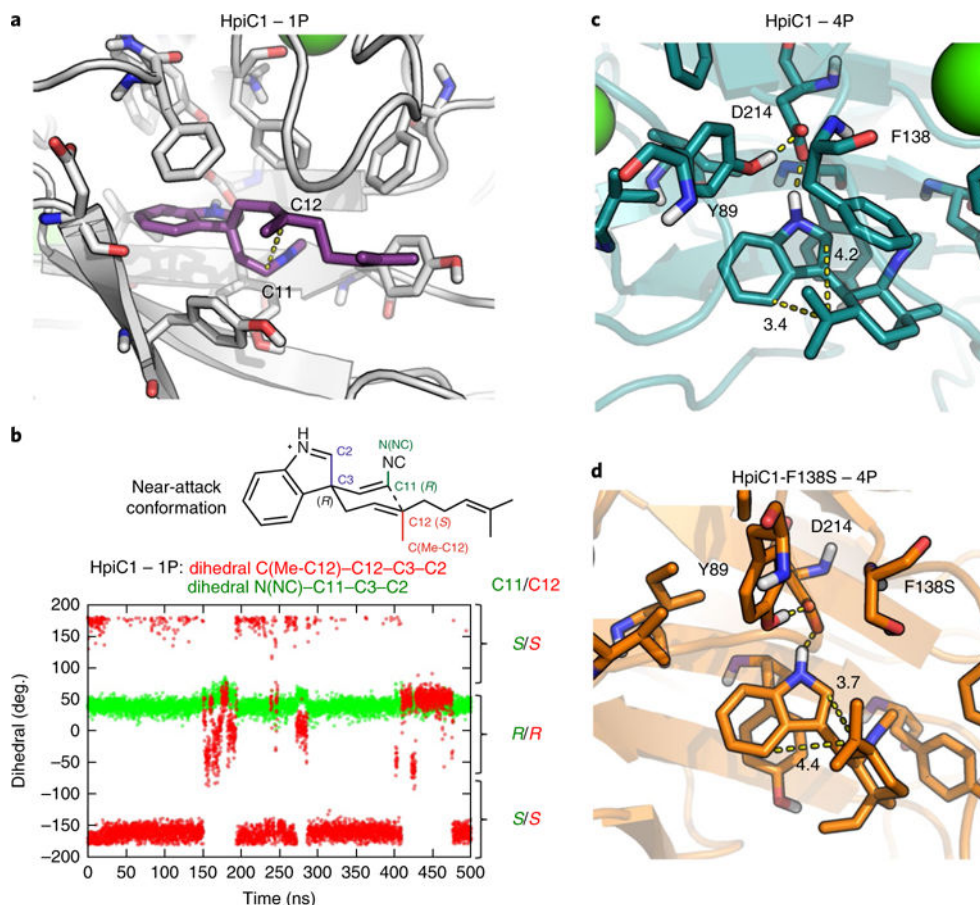 a
HpiC1 – 1P
C12
C11
b
N(NC)
NC
+
N
H
C2
C3
C11 (R)
(R)
C12 (S)
C(Me-C12)
Near-attack
conformation
HpiC1 – 1P: dihedral C(Me-C12)–C12–C3–C2
dihedral N(NC)–C11–C3–C2
C11/C12
200
150
100
50
0
−50
−100
−150
−200
Dihedral (deg.)
S/S
R/R
S/S
0 50 100 150 200 250 300 350 400 450 500
Time (ns)
c
HpiC1 – 4P
D214
F138
Y89
4.2
3.4
d
HpiC1-F138S – 4P
D214
Y89
F138S
3.7
4.4